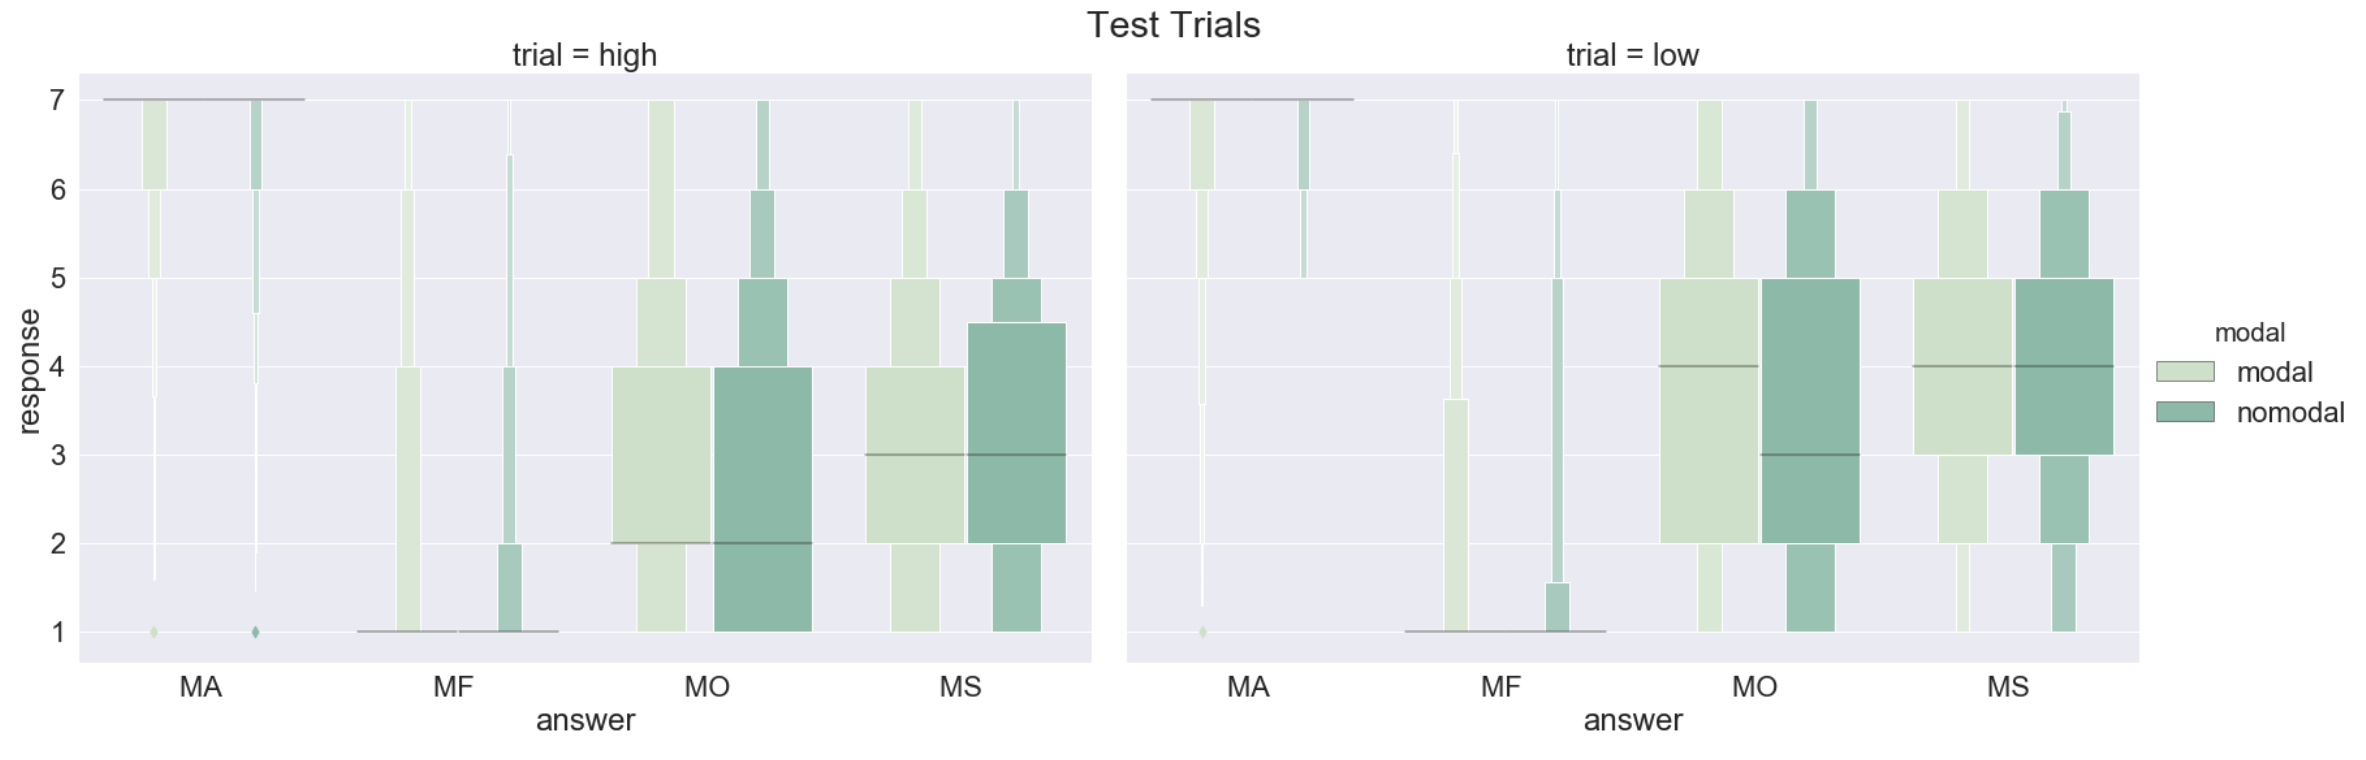 Test Trials
trial = high
trial = low
response
7
6
5
4
3
2
1
MA MF MO MS
MA MF MO MS
answer
answer
modal
modal
nomodal